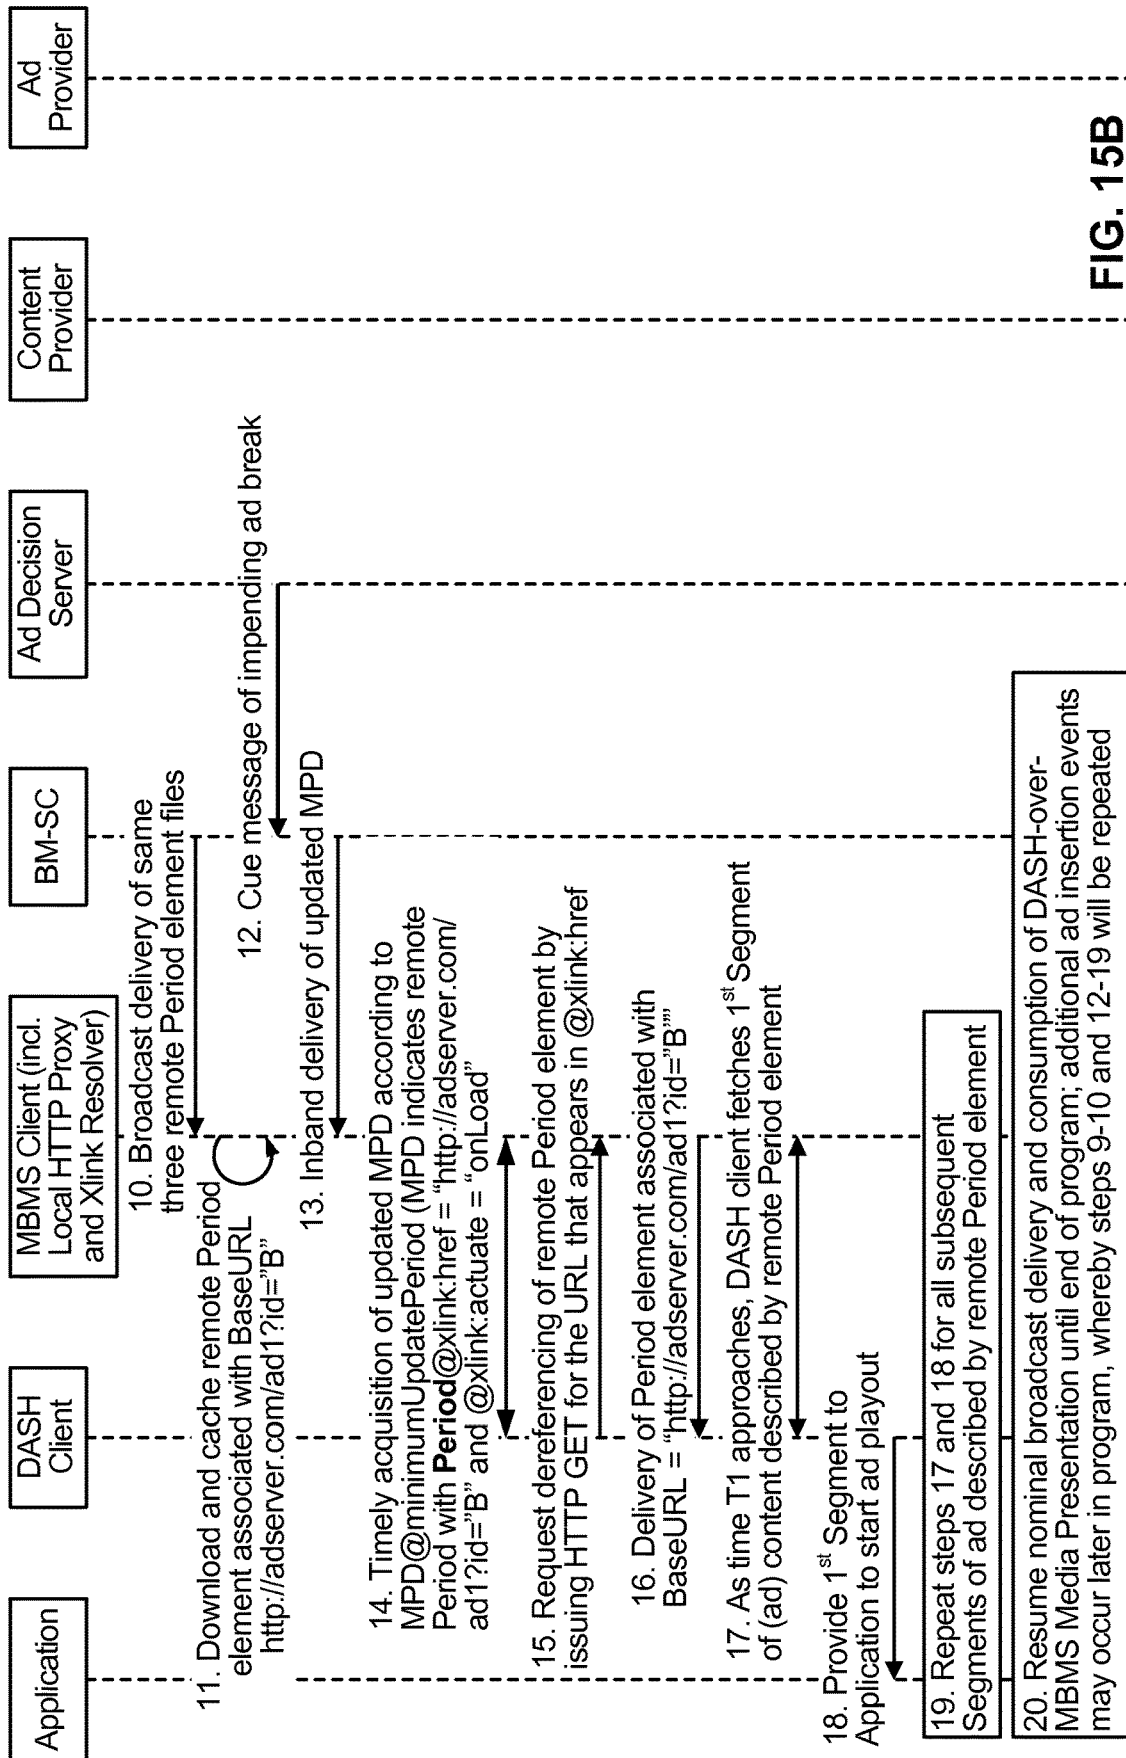 Application
DASH
Client
MBMS Client (incl.
Local HTTP Proxy
and Xlink Resolver)
BM-SC
Ad Decision
Server
Content
Provider
Ad
Provider
10. Broadcast delivery of same
three remote Period element files
11. Download and cache remote Period
element associated with BaseURL
http://adserver.com/ad1?id=”B”
12. Cue message of impending ad break
13. Inband delivery of updated MPD
14. Timely acquisition of updated MPD according to
MPD@minimumUpdatePeriod (MPD indicates remote
Period with Period@xlink:href = “http://adserver.com/
ad1?id=”B” and @xlink:actuate = “onLoad”
15. Request dereferencing of remote Period element by
issuing HTTP GET for the URL that appears in @xlink:href
16. Delivery of Period element associated with
BaseURL = “http://adserver.com/ad1?id=”B””
17. As time T1 approaches, DASH client fetches 1st Segment
of (ad) content described by remote Period element
18. Provide 1st Segment to
Application to start ad playout
19. Repeat steps 17 and 18 for all subsequent
Segments of ad described by remote Period element
20. Resume nominal broadcast delivery and consumption of DASH-over-
MBMS Media Presentation until end of program; additional ad insertion events
may occur later in program, whereby steps 9-10 and 12-19 will be repeated
FIG. 15B